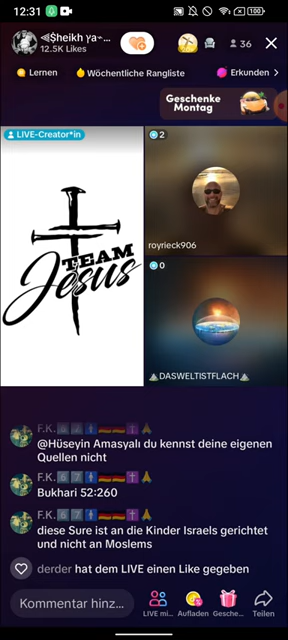 12:31
100
$heikh ƴa~...
12.5K Likes
36
Lernen
Wöchentliche Rangliste
Erkunden
Geschenke
Montag
LIVE-Creator*in
2
TEAM
Jesus
royrieck906
0
DASWELTISTFLACH
F.K.
@Hüseyin Amasyalı du kennst deine eigenen
Quellen nicht
F.K.
Bukhari 52:260
F.K.
diese Sure ist an die Kinder Israels gerichtet
und nicht an Moslems
derder hat dem LIVE einen Like gegeben
Kommentar hinz...
LIVE mi...
Aufladen
Gesche...
Teilen